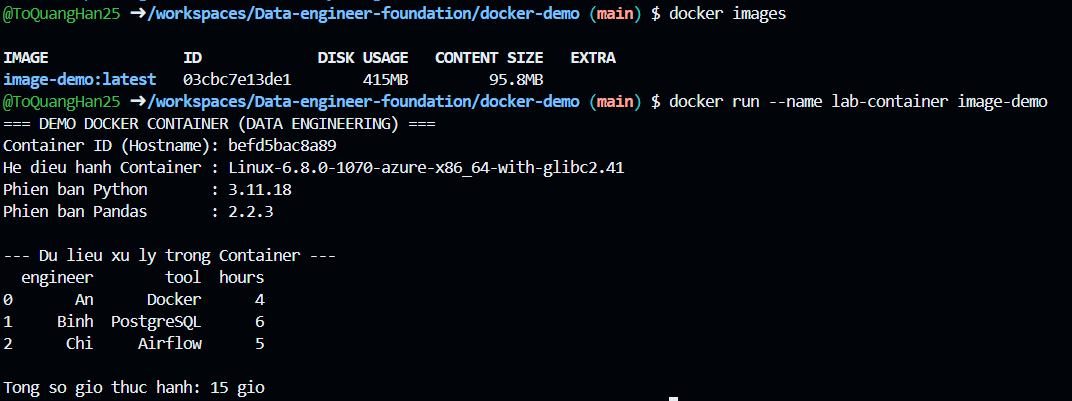 @ToQuangHan25 ➜/workspaces/Data-engineer-foundation/docker-demo (main) $ docker images
IMAGE ID DISK USAGE CONTENT SIZE EXTRA
image-demo:latest 03cbc7e13de1 415MB 95.8MB
@ToQuangHan25 ➜/workspaces/Data-engineer-foundation/docker-demo (main) $ docker run --name lab-container image-demo
=== DEMO DOCKER CONTAINER (DATA ENGINEERING) ===
Container ID (Hostname): befd5bac8a89
He dieu hanh Container : Linux-6.8.0-1070-azure-x86_64-with-glibc2.41
Phien ban Python : 3.11.18
Phien ban Pandas : 2.2.3
--- Du lieu xu ly trong Container ---
engineer tool hours
0 An Docker 4
1 Binh PostgreSQL 6
2 Chi Airflow 5
Tong so gio thuc hanh: 15 gio